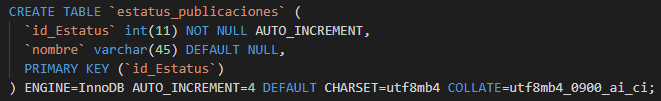 CREATE TABLE `estatus_publicaciones` (
  `id_Estatus` int(11) NOT NULL AUTO_INCREMENT,
  `nombre` varchar(45) DEFAULT NULL,
  PRIMARY KEY (`id_Estatus`)
) ENGINE=InnoDB AUTO_INCREMENT=4 DEFAULT CHARSET=utf8mb4 COLLATE=utf8mb4_0900_ai_ci;